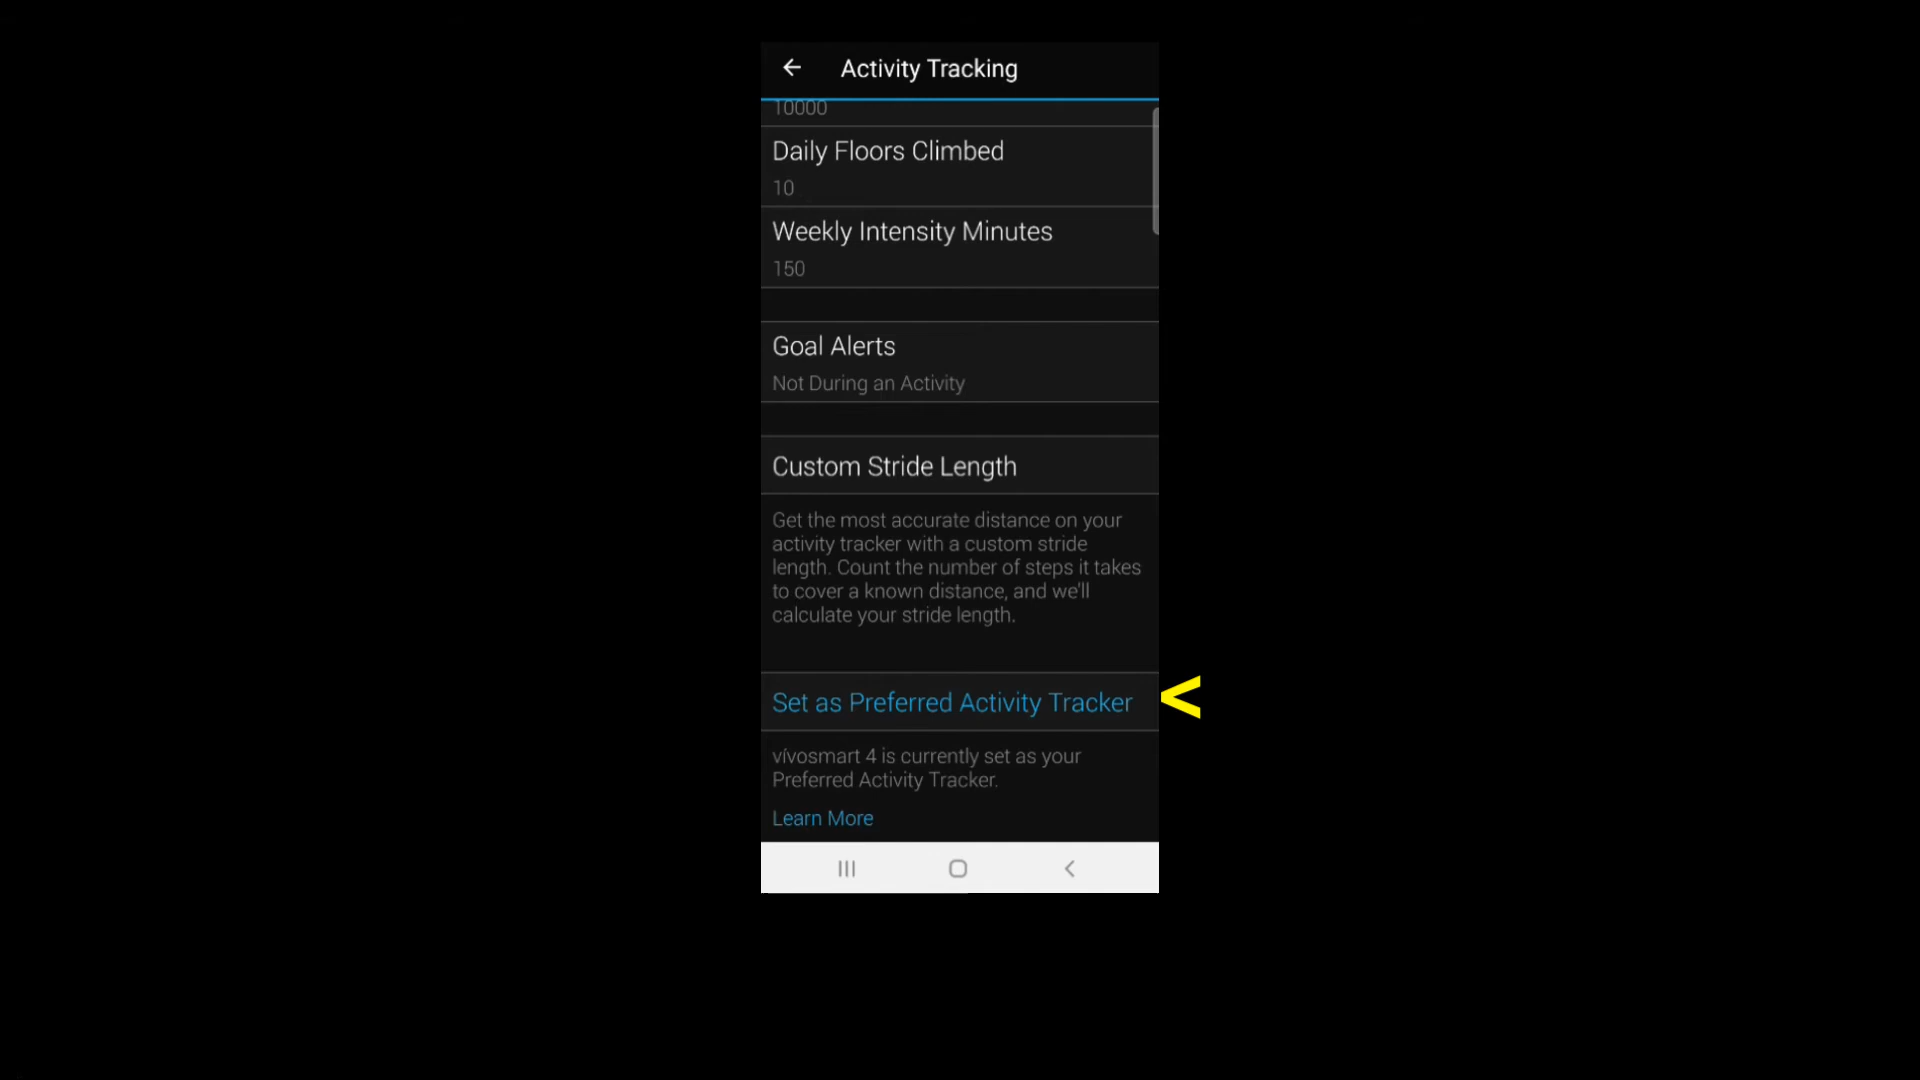 Activity Tracking
10000
Daily Floors Climbed
10
Weekly Intensity Minutes
150
Goal Alerts
Not During an Activity
Custom Stride Length
Get the most accurate distance on your
activity tracker with a custom stride
length. Count the number of steps it takes
to cover a known distance, and we'll
calculate your stride length.
Set as Preferred Activity Tracker
<
vívosmart 4 is currently set as your
Preferred Activity Tracker.
Learn More